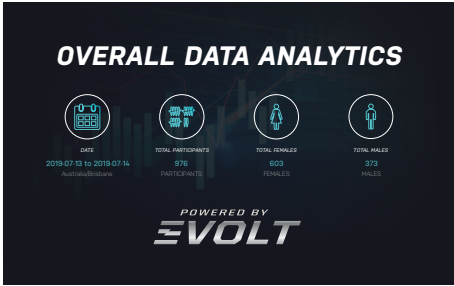 OVERALL DATA ANALYTICS
DATE
2019-07-13 to 2019-07-14
Australia/Brisbane
TOTAL PARTICIPANTS
976
PARTICIPANTS
TOTAL FEMALES
603
FEMALES
TOTAL MALES
373
MALES
POWERED BY
EVOLT